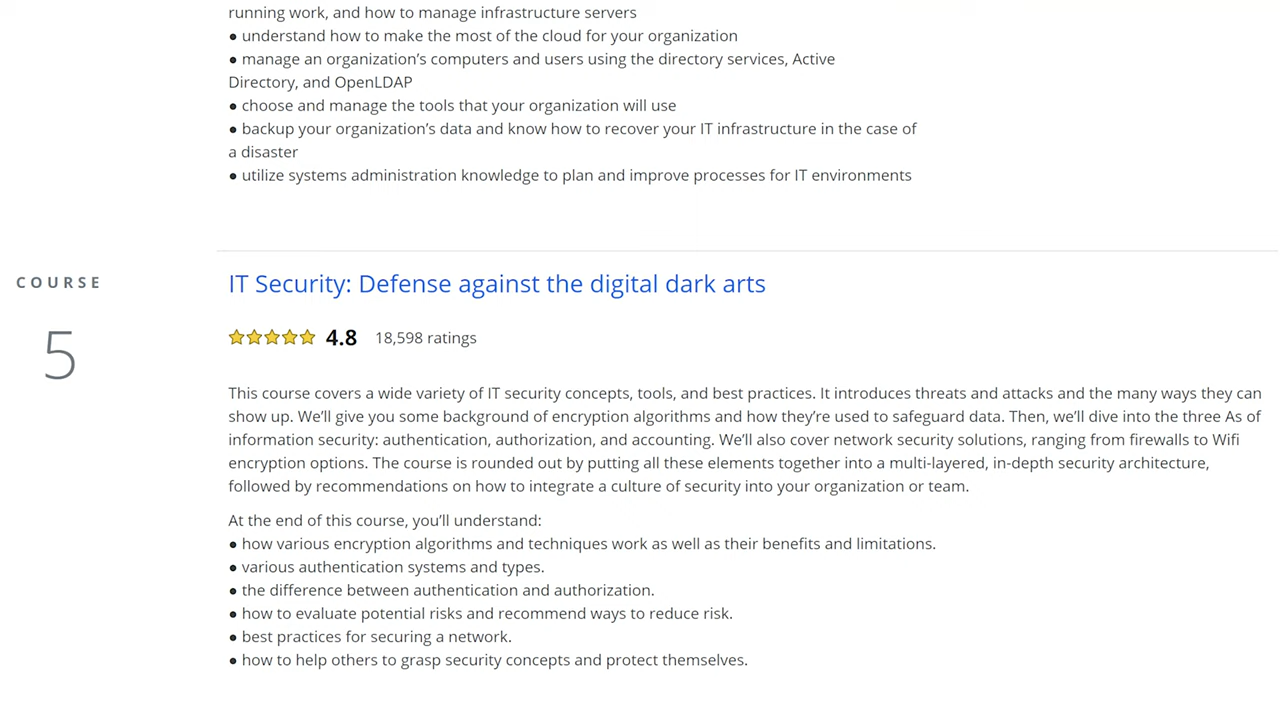 running work, and how to manage infrastructure servers
● understand how to make the most of the cloud for your organization
● manage an organization’s computers and users using the directory services, Active
Directory, and OpenLDAP
● choose and manage the tools that your organization will use
● backup your organization’s data and know how to recover your IT infrastructure in the case of
a disaster
● utilize systems administration knowledge to plan and improve processes for IT environments
COURSE
5
IT Security: Defense against the digital dark arts
4.8 18,598 ratings
This course covers a wide variety of IT security concepts, tools, and best practices. It introduces threats and attacks and the many ways they can
show up. We’ll give you some background of encryption algorithms and how they’re used to safeguard data. Then, we’ll dive into the three As of
information security: authentication, authorization, and accounting. We’ll also cover network security solutions, ranging from firewalls to Wifi
encryption options. The course is rounded out by putting all these elements together into a multi-layered, in-depth security architecture,
followed by recommendations on how to integrate a culture of security into your organization or team.
At the end of this course, you’ll understand:
● how various encryption algorithms and techniques work as well as their benefits and limitations.
● various authentication systems and types.
● the difference between authentication and authorization.
● how to evaluate potential risks and recommend ways to reduce risk.
● best practices for securing a network.
● how to help others to grasp security concepts and protect themselves.